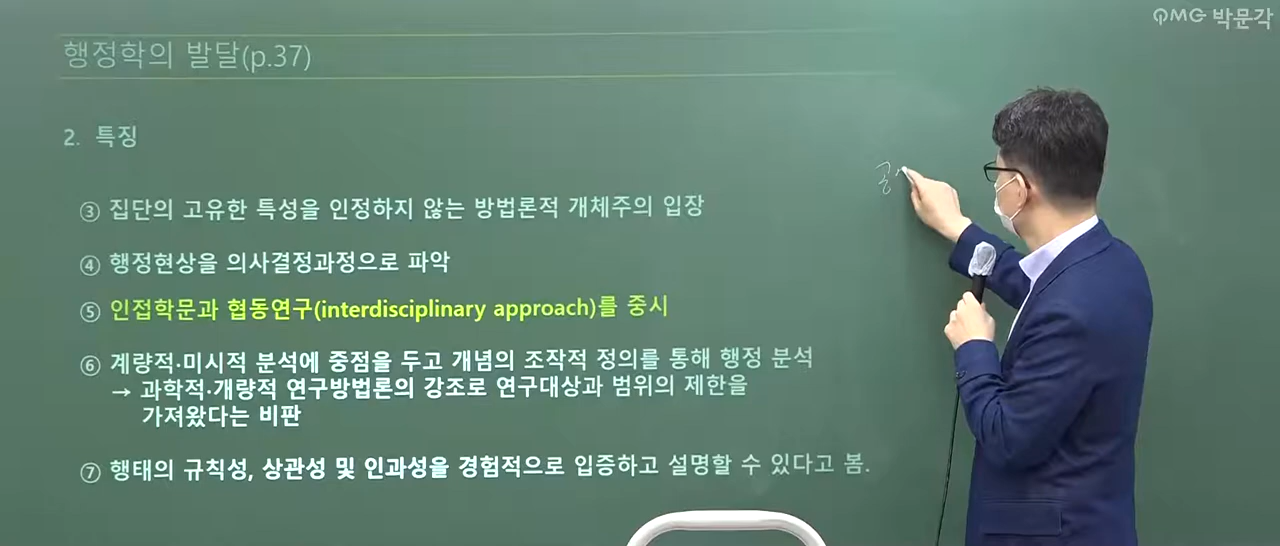 QMG 박문각
행정학의 발달(p.37)
2. 특징
③ 집단의 고유한 특성을 인정하지 않는 방법론적 개체주의 입장
④ 행정현상을 의사결정과정으로 파악
⑤ 인접학문과 협동연구(interdisciplinary approach)를 중시
⑥ 계량적·미시적 분석에 중점을 두고 개념의 조작적 정의를 통해 행정 분석
→ 과학적·개량적 연구방법론의 강조로 연구대상과 범위의 제한을
가져왔다는 비판
⑦ 행태의 규칙성, 상관성 및 인과성을 경험적으로 입증하고 설명할 수 있다고 봄.